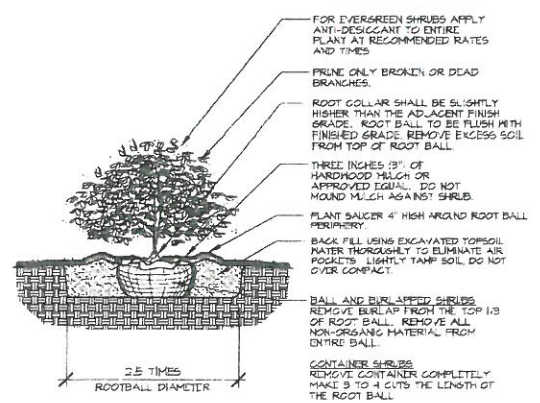 FOR EVERGREEN SHRUBS APPLY
ANTI-DESICCANT TO ENTIRE
PLANT AT RECOMMENDED RATES
AND TIMES
PRUNE ONLY BROKEN OR DEAD
BRANCHES.
ROOT COLLAR SHALL BE SLIGHTLY
HIGHER THAN THE ADJACENT FINISH
GRADE. ROOT BALL TO BE FLUSH WITH
FINISHED GRADE. REMOVE EXCESS SOIL
FROM TOP OF ROOT BALL.
THREE INCHES (3") OF
HARDWOOD MULCH OR
APPROVED EQUAL. DO NOT
MOUND MULCH AGAINST SHRUB.
PLANT SAUCER 4" HIGH AROUND ROOT BALL
PERIPHERY.
BACK FILL USING EXCAVATED TOPSOIL
WATER THOROUGHLY TO ELIMINATE AIR
POCKETS. LIGHTLY TAMP SOIL, DO NOT
OVER COMPACT.
BALL AND BURLAPPED SHRUBS
REMOVE BURLAP FROM THE TOP 1/3
OF ROOT BALL. REMOVE ALL
NON-ORGANIC MATERIAL FROM
ENTIRE BALL.
CONTAINER SHRUBS
REMOVE CONTAINER COMPLETELY
MAKE 3 TO 4 CUTS THE LENGTH OF
THE ROOT BALL
2.5 TIMES
ROOTBALL DIAMETER